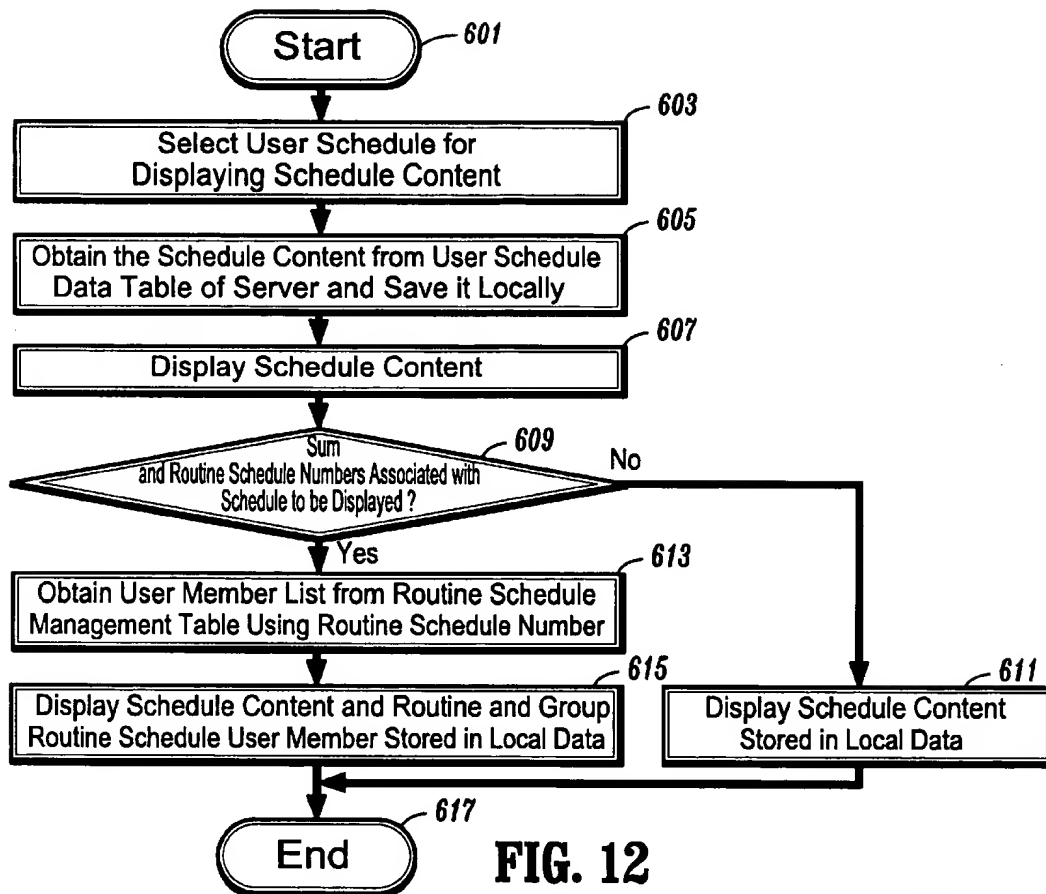 Start
601
603
Select User Schedule for
Displaying Schedule Content
605
Obtain the Schedule Content from User Schedule
Data Table of Server and Save it Locally
607
Display Schedule Content
609
Sum
and Routine Schedule Numbers Associated with
Schedule to be Displayed ?
No
Yes
613
Obtain User Member List from Routine Schedule
Management Table Using Routine Schedule Number
615
Display Schedule Content and Routine and Group
Routine Schedule User Member Stored in Local Data
611
Display Schedule Content
Stored in Local Data
617
End
FIG. 12